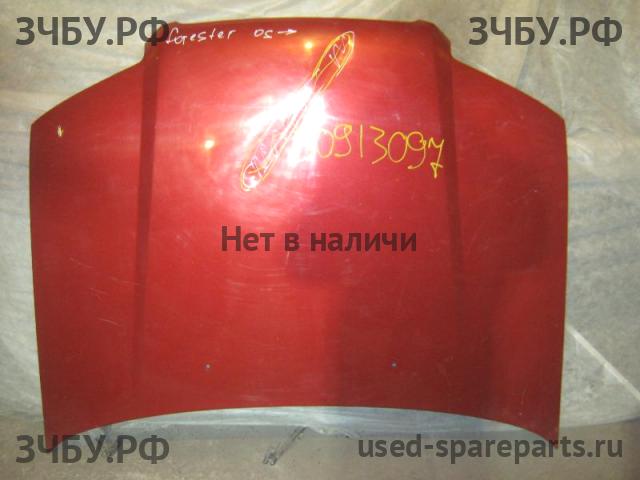 ЗЧБУ.РФ
ЗЧБУ.РФ
forester 05→
0913097
Нет в наличи
ЗЧБУ.РФ
used-spareparts.ru